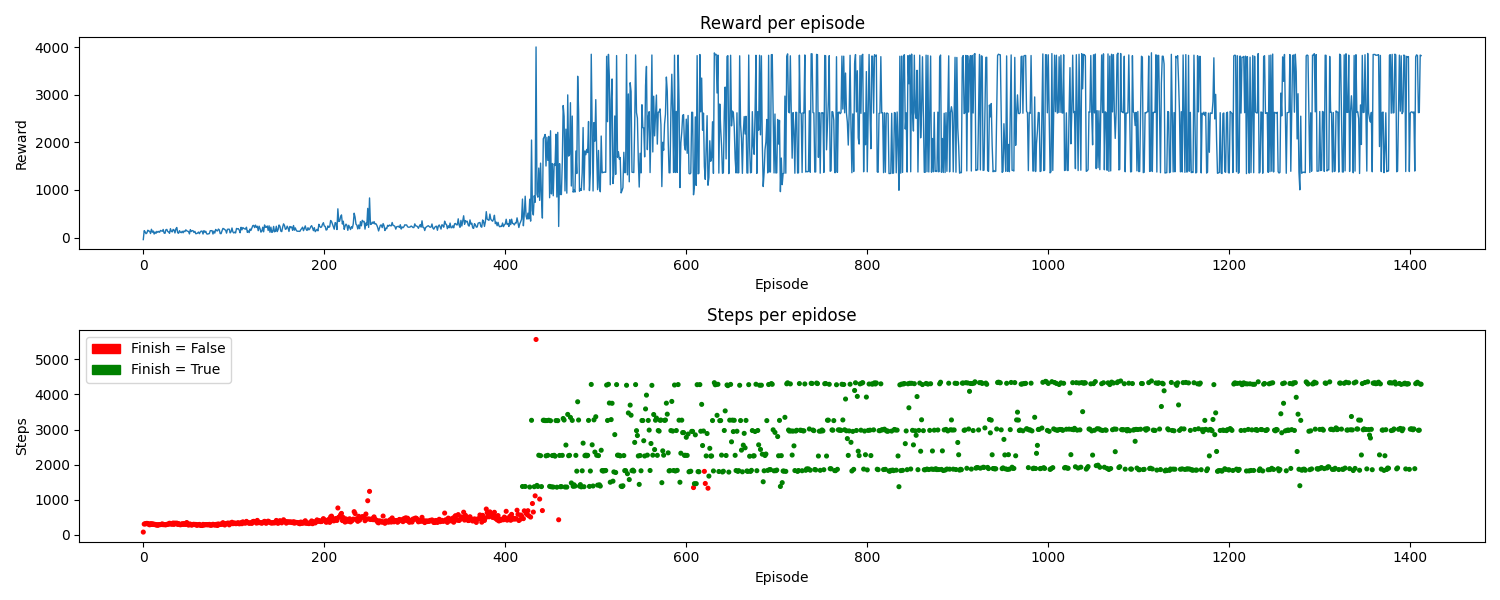 Reward per episode
4000
3000
2000
1000
0
Reward
0 200 400 600 800 1000 1200 1400
Episode
Steps per epidose
Finish = False
Finish = True
5000
4000
3000
2000
1000
0
Steps
0 200 400 600 800 1000 1200 1400
Episode